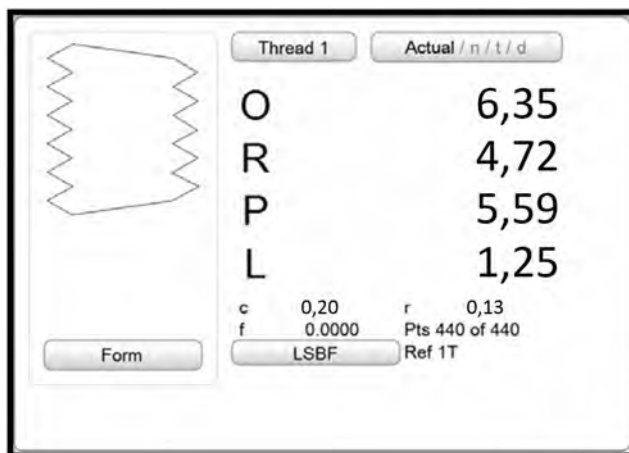 Thread 1 Actual / n / t / d
O 6,35
R 4,72
P 5,59
L 1,25
c 0,20 r 0,13
f 0.0000 Pts 440 of 440
Form LSBF Ref 1T